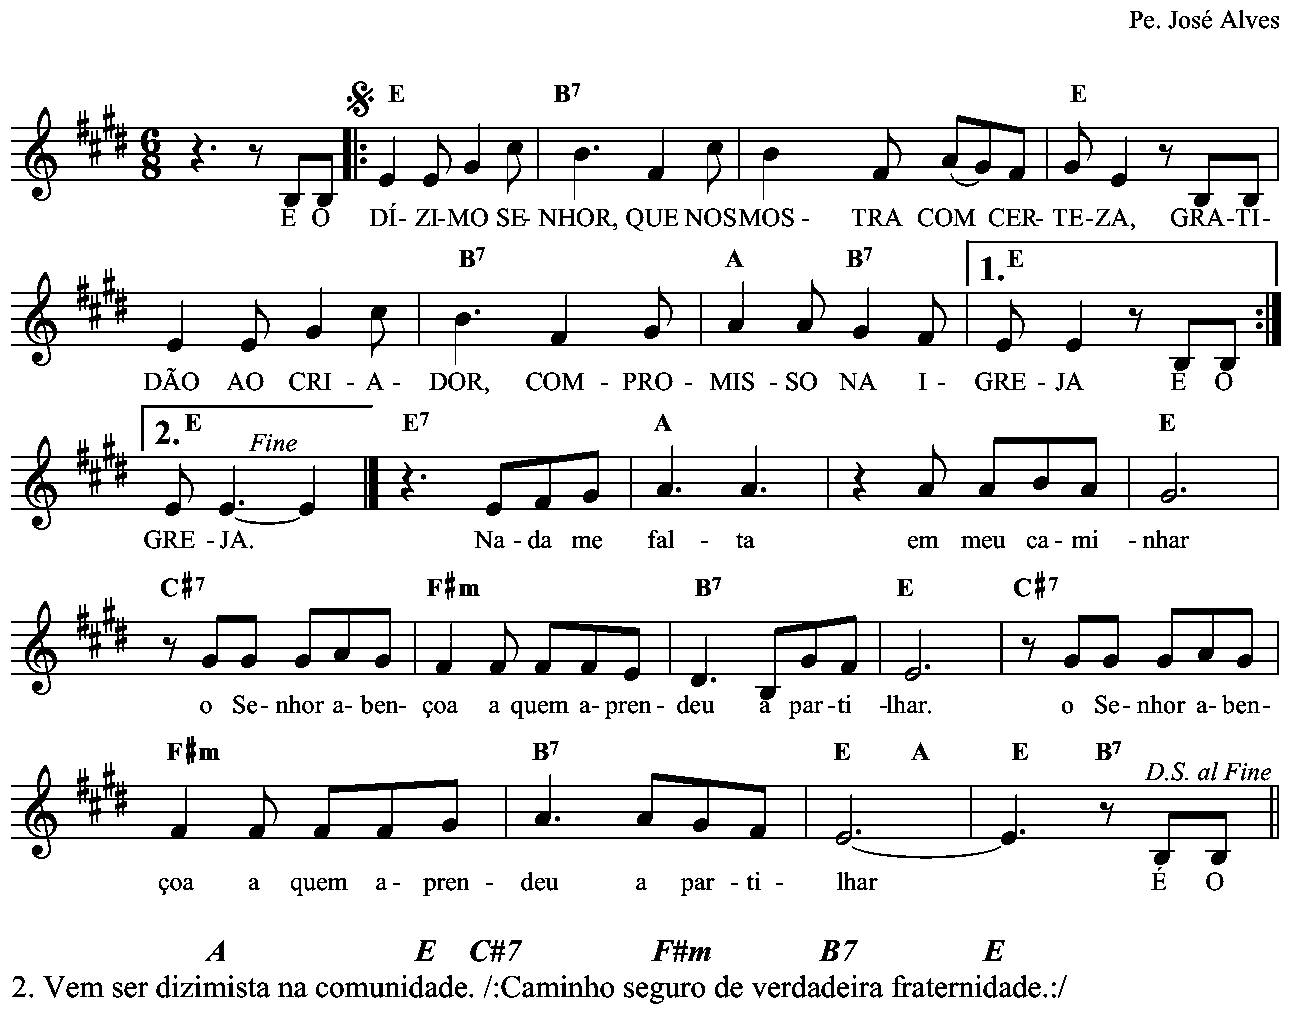 Pe. José Alves
E B7 E
6
8
É O DÍ- ZI-MO SE- NHOR, QUE NOS MOS- TRA COM CER- TE-ZA, GRA-TI-
B7 A B7 1. E
DÃO AO CRI - A- DOR, COM - PRO - MIS - SO NA I - GRE - JA É O
2. E Fine E7 A E
GRE -JA. Na - da me fal - ta em meu ca - mi -nhar
C#7 F#m B7 E C#7
o Se-nhor a-ben- çoa a quem a-pren- deu a par-ti -lhar. o Se-nhor a-ben-
F#m B7 E A E B7 D.S. al Fine
çoa a quem a- pren - deu a par - ti - lhar É O
A E C#7 F#m B7 E
2. Vem ser dizimista na comunidade. /:Caminho seguro de verdadeira fraternidade.:/